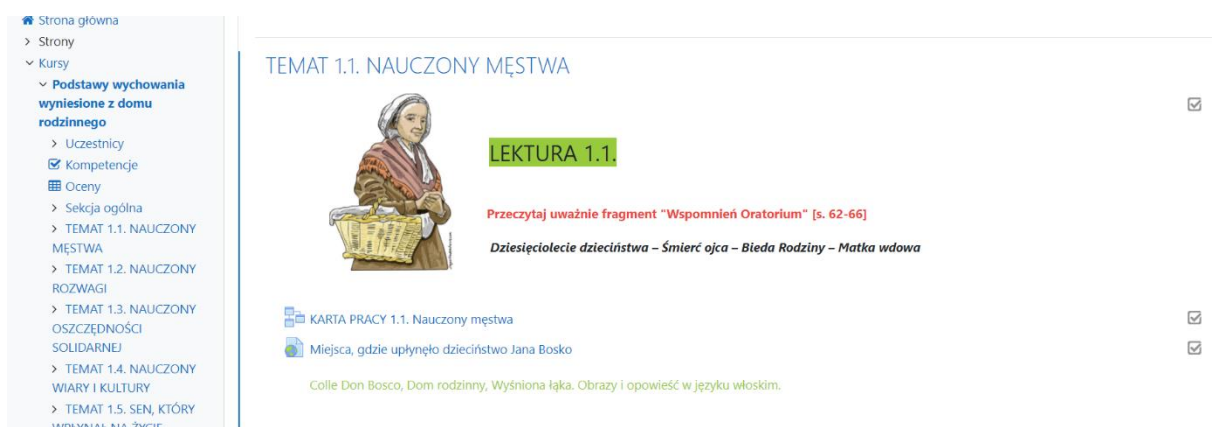 Strona główna
Strony
Kursy
Podstawy wychowania
wyniesione z domu
rodzinnego
Uczestnicy
Kompetencje
Oceny
Sekcja ogólna
TEMAT 1.1. NAUCZONY
MĘSTWA
TEMAT 1.2. NAUCZONY
ROZWAGI
TEMAT 1.3. NAUCZONY
OSZCZĘDNOŚCI
SOLIDARNEJ
TEMAT 1.4. NAUCZONY
WIARY I KULTURY
TEMAT 1.5. SEN, KTÓRY
TEMAT 1.1. NAUCZONY MĘSTWA
LEKTURA 1.1.
Przeczytaj uważnie fragment "Wspomnień Oratorium" [s. 62-66]
Dziesięciolecie dzieciństwa – Śmierć ojca – Bieda Rodziny – Matka wdowa
KARTA PRACY 1.1. Nauczony męstwa
Miejsca, gdzie upłynęło dzieciństwo Jana Bosko
Colle Don Bosco, Dom rodzinny, Wyśniona łąka. Obrazy i opowieść w języku włoskim.